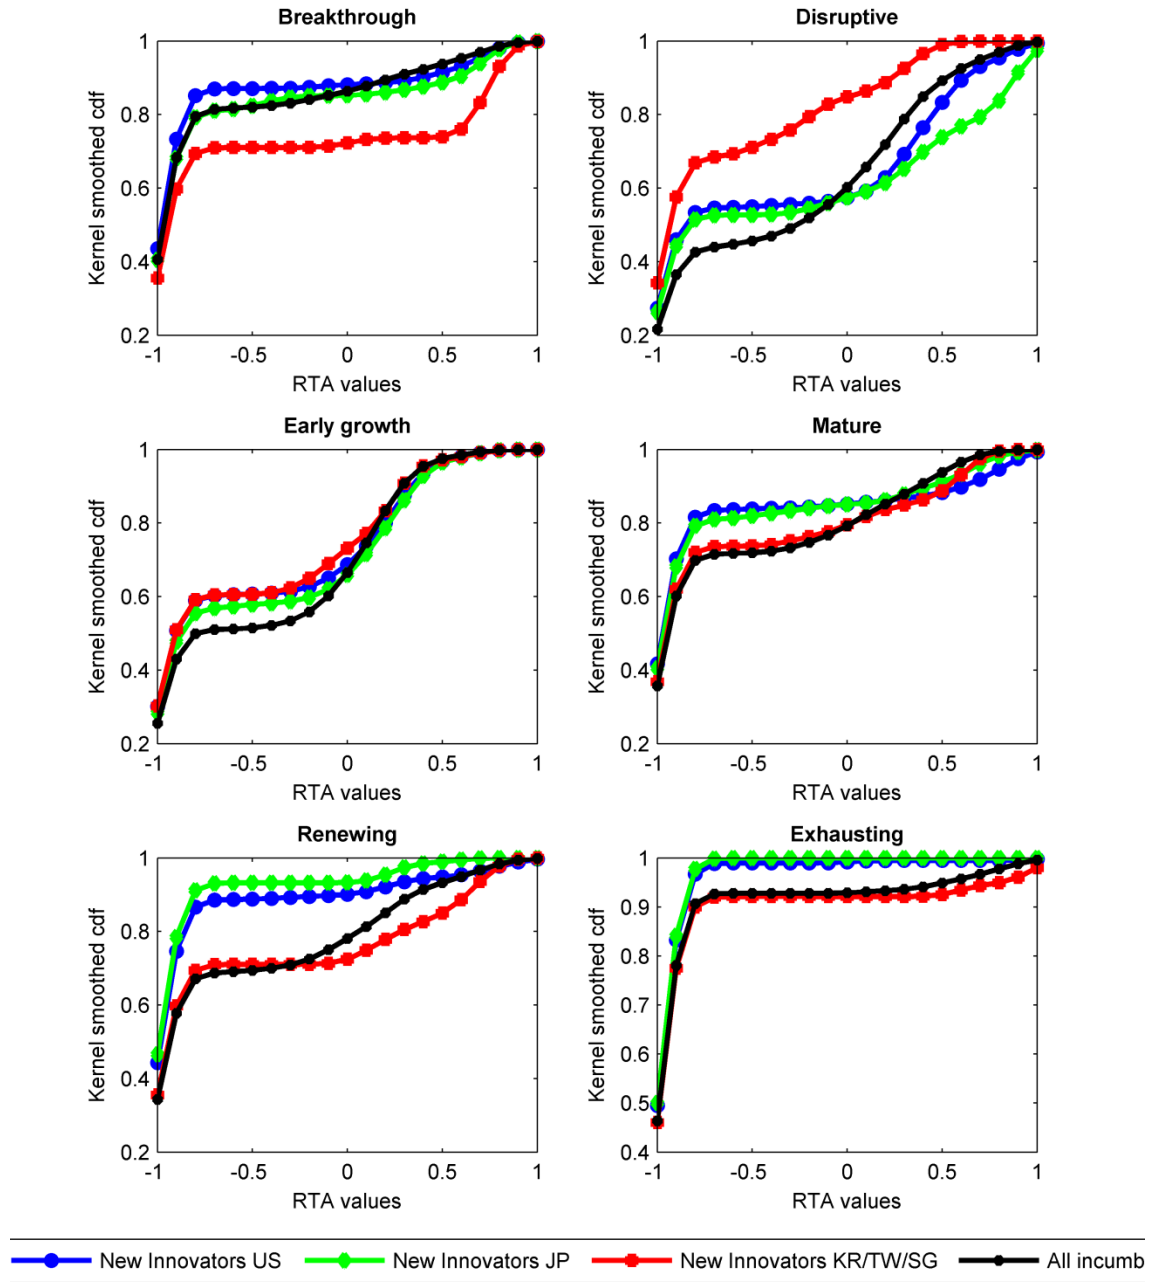 Breakthrough
Kernel smoothed cdf
1
0.8
0.6
0.4
0.2
-1 -0.5 0 0.5 1
RTA values
Disruptive
Kernel smoothed cdf
1
0.8
0.6
0.4
0.2
-1 -0.5 0 0.5 1
RTA values
Early growth
Kernel smoothed cdf
1
0.8
0.6
0.4
0.2
-1 -0.5 0 0.5 1
RTA values
Mature
Kernel smoothed cdf
1
0.8
0.6
0.4
0.2
-1 -0.5 0 0.5 1
RTA values
Renewing
Kernel smoothed cdf
1
0.8
0.6
0.4
0.2
-1 -0.5 0 0.5 1
RTA values
Exhausting
Kernel smoothed cdf
1
0.9
0.8
0.7
0.6
0.5
0.4
-1 -0.5 0 0.5 1
RTA values
New Innovators US New Innovators JP New Innovators KR/TW/SG All incumb